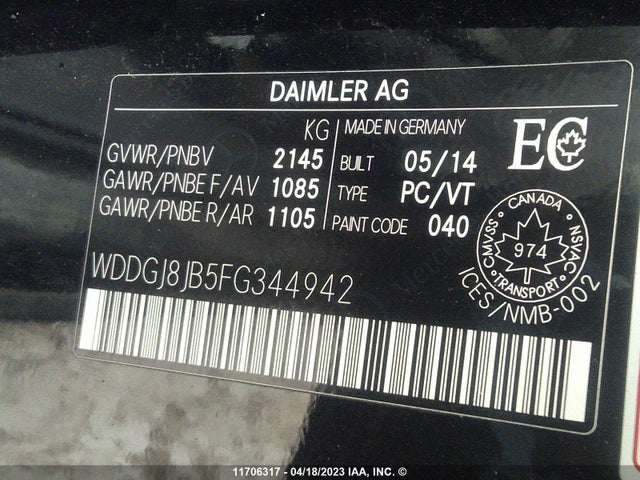 DAIMLER AG
KG
GVWR/PNBV 2145
GAWR/PNBE F/AV 1085
GAWR/PNBE R/AR 1105
MADE IN GERMANY
BUILT 05/14
TYPE PC/VT
PAINT CODE 040
EC
CANADA
CMVSS 974 NSVAC
TRANSPORT
ICES/NMB-002
WDDGJ8JB5FG344942
11706317 - 04/18/2023 IAA, Inc. ©